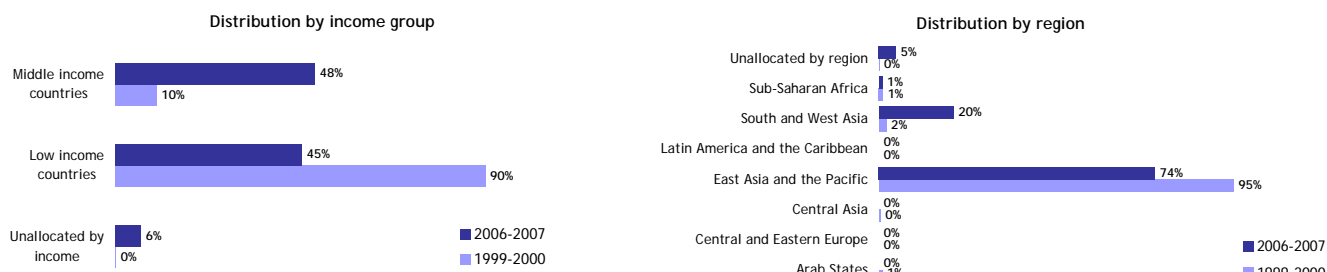 Distribution by income group
Middle income
countries
48%
10%
Low income
countries
45%
90%
Unallocated by
income
6%
0%
2006-2007
1999-2000
Distribution by region
Unallocated by region
5%
0%
Sub-Saharan Africa
1%
1%
South and West Asia
20%
2%
Latin America and the Caribbean
0%
0%
East Asia and the Pacific
74%
95%
Central Asia
0%
0%
Central and Eastern Europe
0%
0%
Arab States
0%
1%
2006-2007
1999-2000